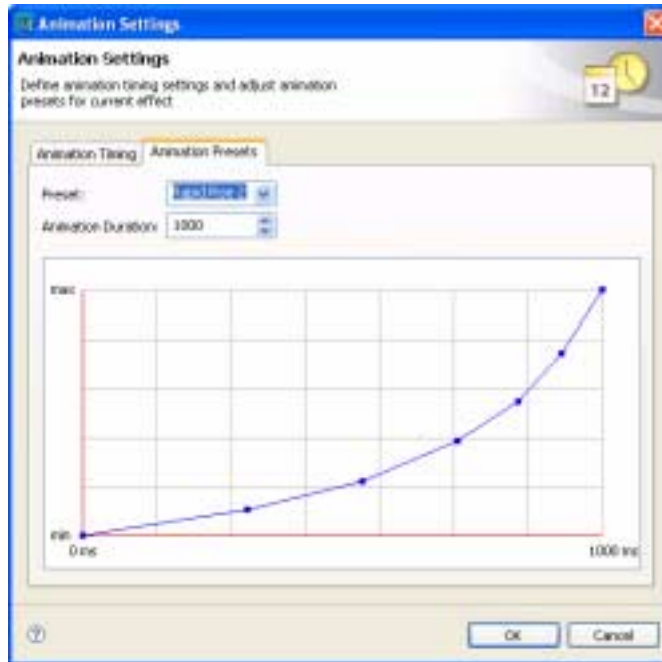 Animation Settings
Animation Settings
Define animation timing settings and adjust animation
presets for current effect
12
Animation Timing
Animation Presets
Preset:
Animation Duration:
1000
max
min
0 ms
1000 ms
?
OK
Cancel